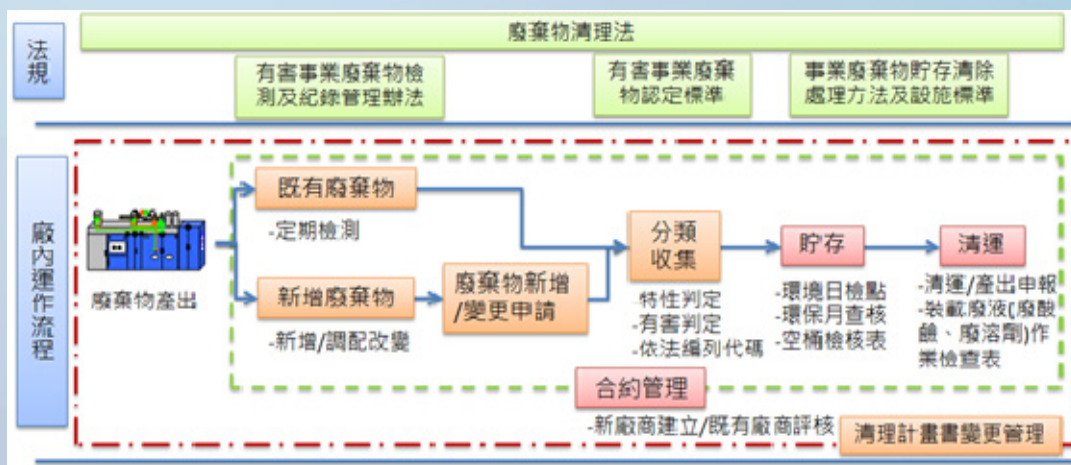 法
規
廢棄物清理法
有害事業廢棄物檢
測及紀錄管理辦法
有害事業廢棄
物認定標準
事業廢棄物貯存清除
處理方法及設施標準
廠
內
運
作
流
程
廢棄物產出
既有廢棄物
-定期檢測
新增廢棄物
-新增/調配改變
廢棄物新增
/變更申請
分類
收集
-特性判定
-有害判定
-依法編列代碼
貯存
-環境日檢點
-環保月查核
-空桶檢核表
清運
-清運/產出申報
-裝載廢液(廢酸
鹼、廢溶劑)作
業檢查表
合約管理
-新廠商建立/既有廠商評核
清理計畫書變更管理